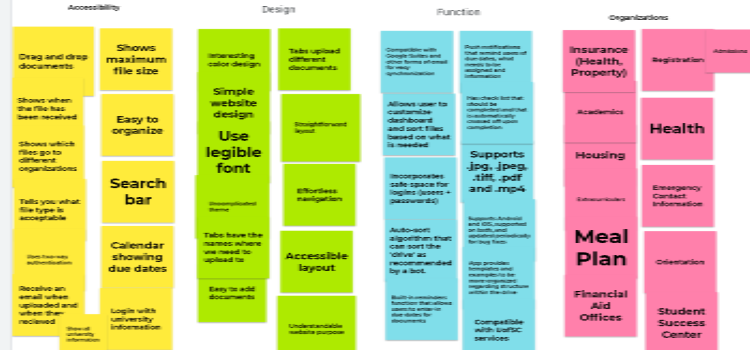 Accessibility
Drag and drop
documents
Shows when
the file has
been received
Shows which
files go to
different
organizations
Tells you what
file type is
acceptable
Uses two-way
authentication
Receive an
email when
uploaded and
when the
recieved
Shows all
university
information
Shows
maximum
file size
Easy to
organize
Search
bar
Calendar
showing
due dates
Login with
university
information
Design
Interesting
color design
Simple
website
design
Use
legible
font
Uncomplicated
theme
Tabs have the
names where
we need to
upload to
Easy to add
documents
Tabs upload
different
documents
Straightforward
layout
Effortless
navigation
Accessible
layout
Understandable
website purpose
Function
Compatible with
Google Suites and
other forms of email
for easy
synchronization
Allows user to
customize
dashboard
and sort files
based on what
is needed
Incorporates
safe-space for
logins (users +
passwords)
Auto-sort
algorithm that
can sort the
'drive' as
recommended
by a bot.
Built-in reminders
function that allows
users to enter in
due dates for
documents
Push notifications
that remind users of
due dates, what
needs to be
assigned and
information
Has check list that
should be
completed and that
is automatically
crossed off upon
completion.
Supports
.jpg, .jpeg,
.tiff, .pdf
and .mp4
Supports Android
and iOS, supported
on both, and
updated periodically
for bug fixes
App provides
templates and
examples to be
more organized
regarding structure
within the drive
Compatible
with UofSC
services
Organizations
Insurance
(Health,
Property)
Academics
Housing
Extracurriculars
Meal
Plan
Financial
Aid
Offices
Registration
Admissions
Health
Emergency
Contact
Information
Orientation
Student
Success
Center